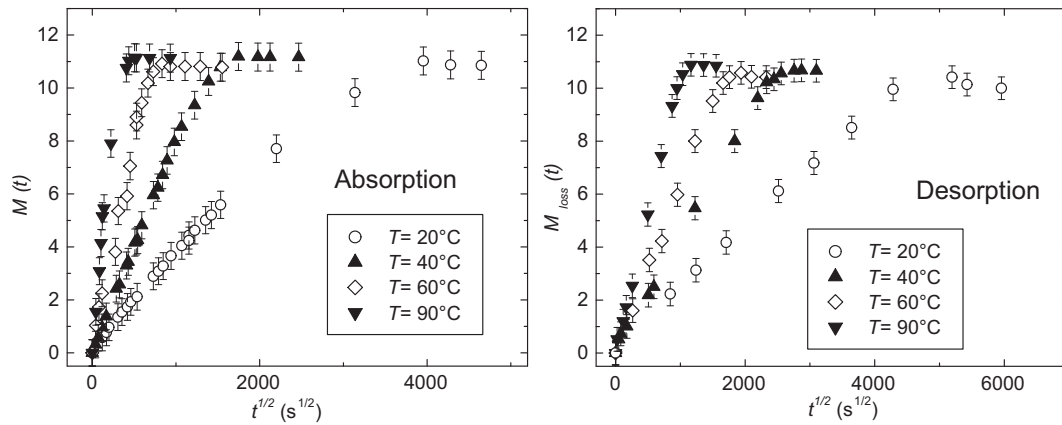 12
10
8
6
4
2
0
M (t)
Absorption
T= 20°C
T= 40°C
T= 60°C
T= 90°C
0 2000 4000
t^{1/2} (s^{1/2})
12
10
8
6
4
2
0
M_{loss} (t)
Desorption
T= 20°C
T= 40°C
T= 60°C
T= 90°C
0 2000 4000 6000
t^{1/2} (s^{1/2})